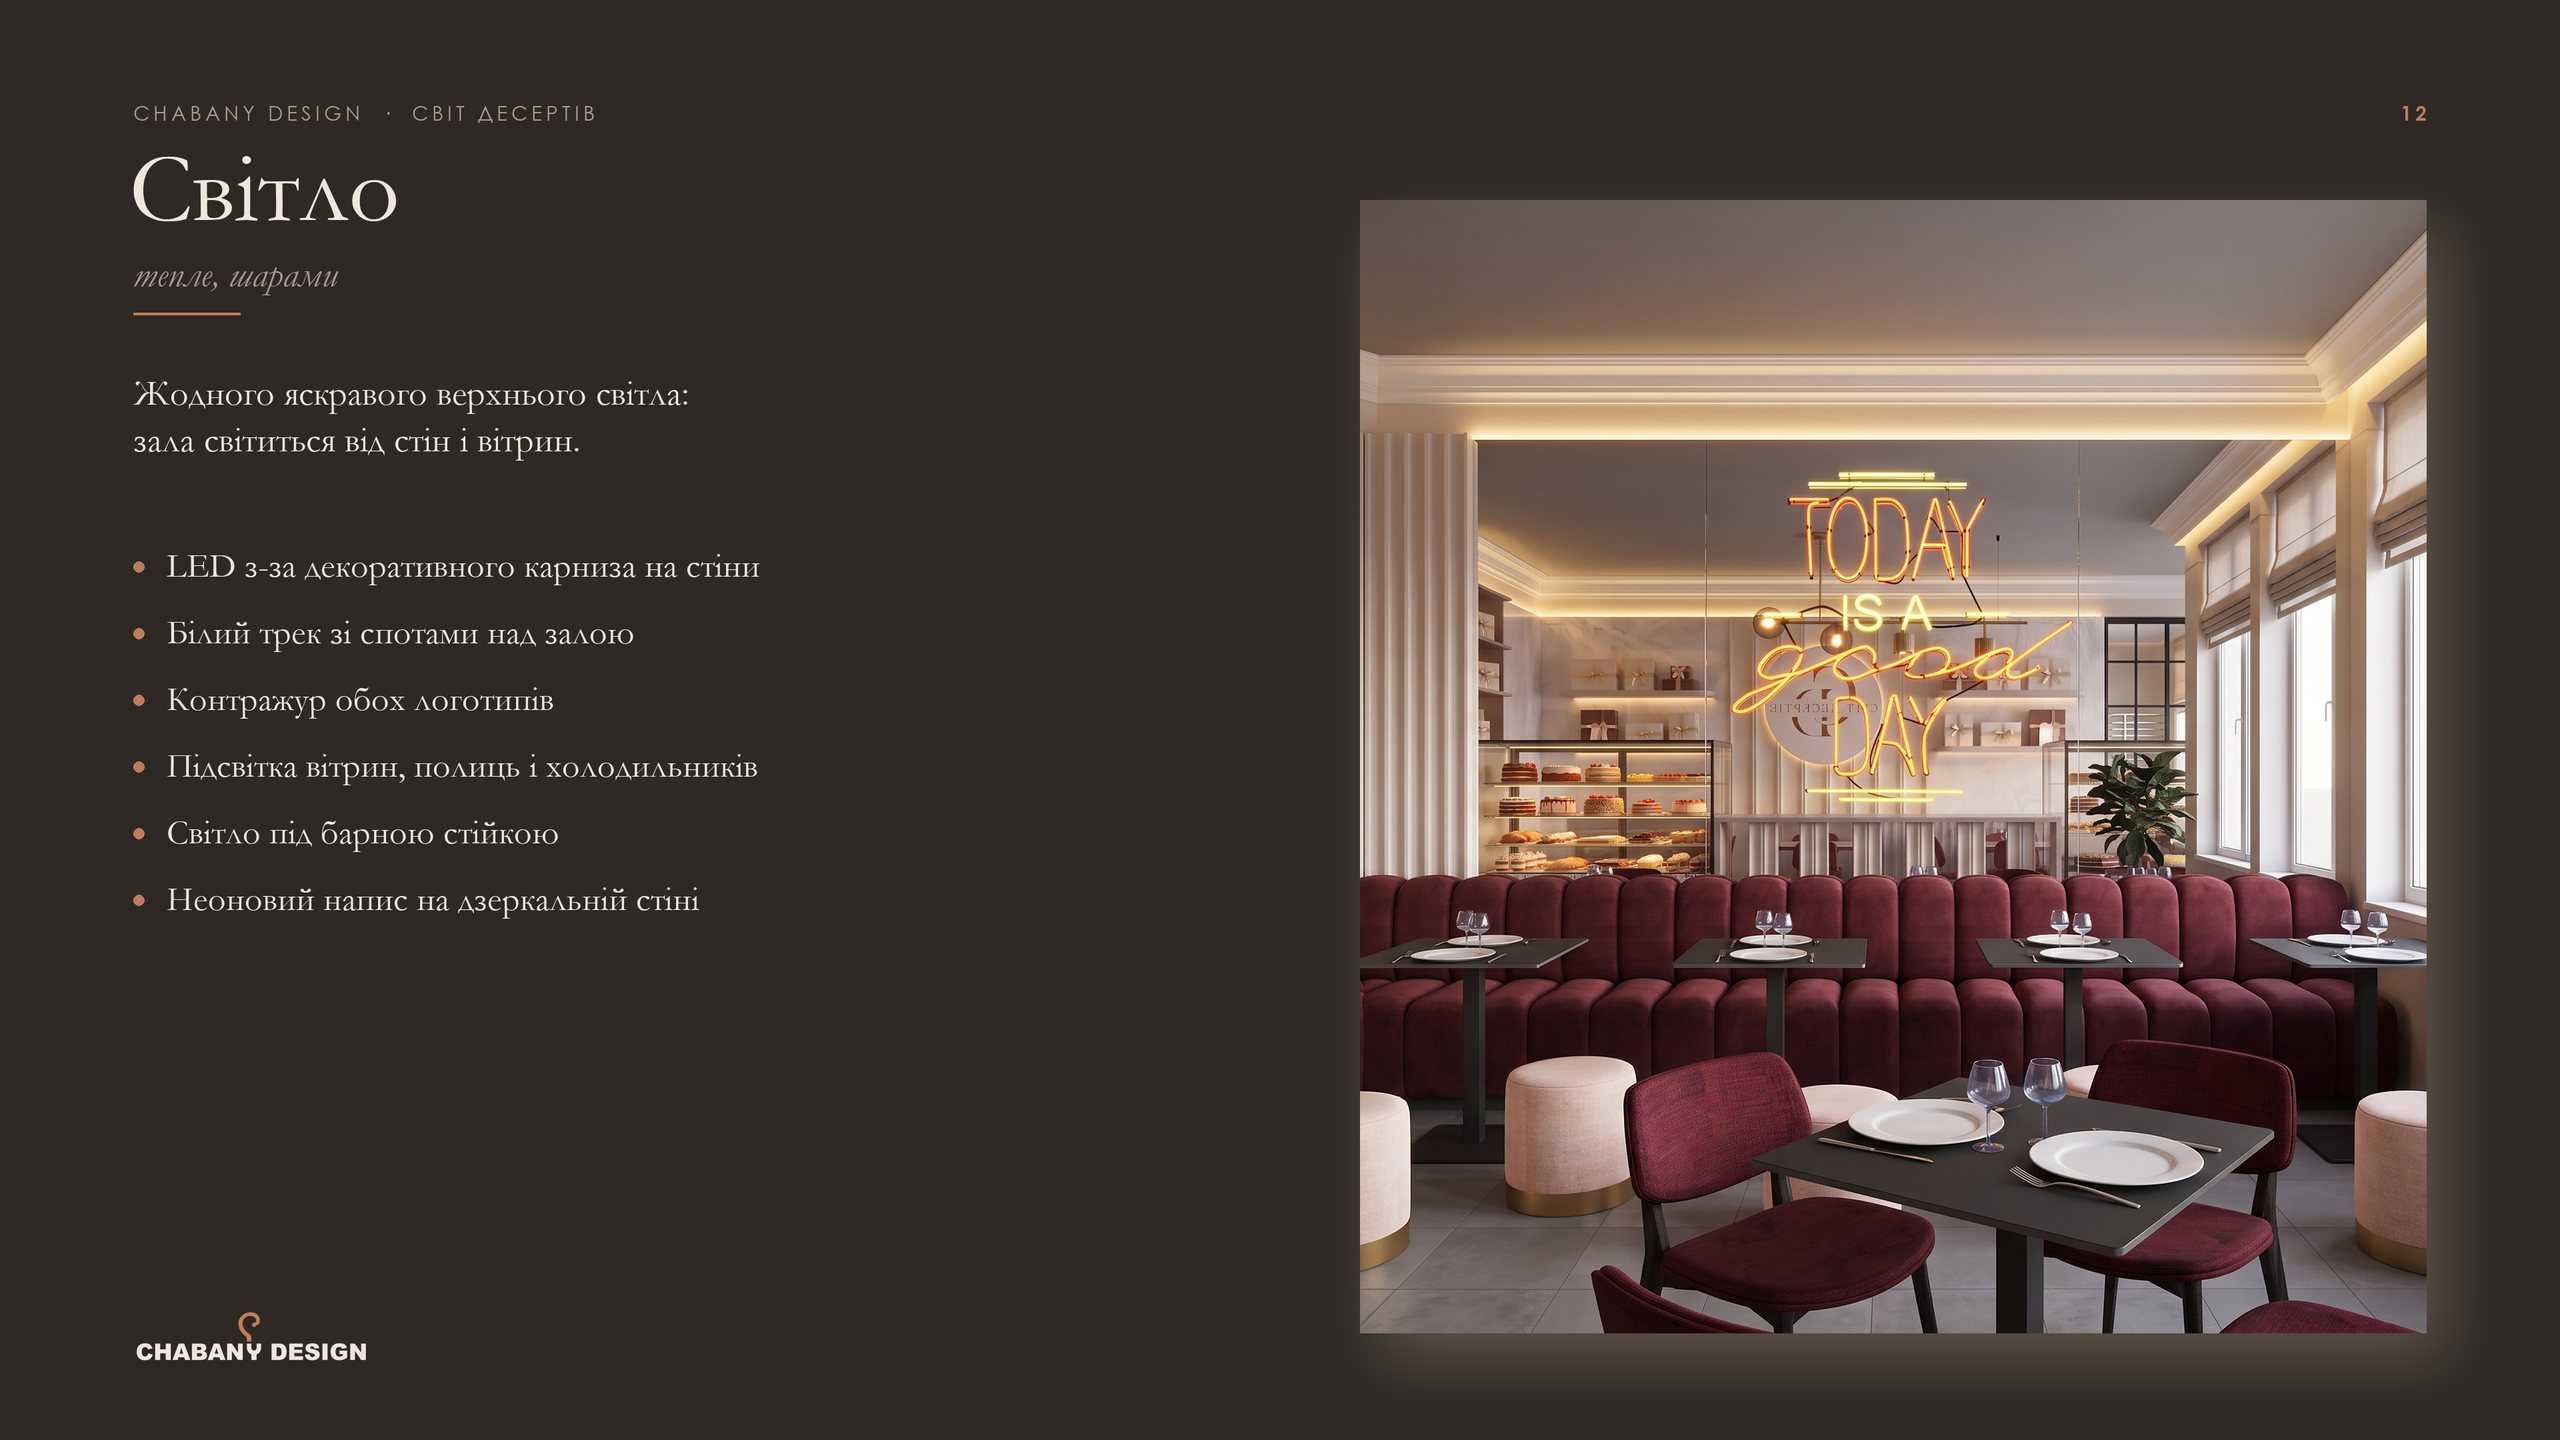 CHABANY DESIGN · СВІТ ДЕСЕРТІВ
12
Світло
тепле, шарами
Жодного яскравого верхнього світла:
зала світиться від стін і вітрин.
• LED з-за декоративного карниза на стіни
• Білий трек зі спотами над залою
• Контражур обох логотипів
• Підсвітка вітрин, полиць і холодильників
• Світло під барною стійкою
• Неоновий напис на дзеркальній стіні
TODAY
IS A
good
DAY
CHABANY DESIGN